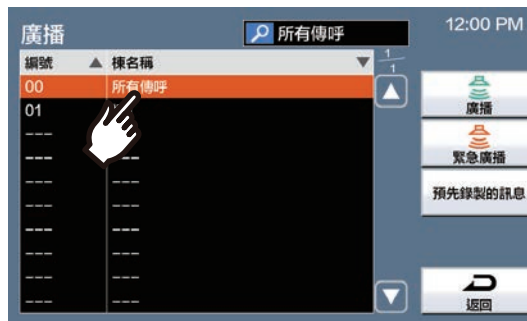 廣播
所有傳呼
12:00 PM
編號 ▲ 棟名稱 ▼ 1/1
00 所有傳呼
01
---
--- ---
--- ---
--- ---
--- ---
--- ---
--- ---
廣播
緊急廣播
預先錄製的訊息
返回